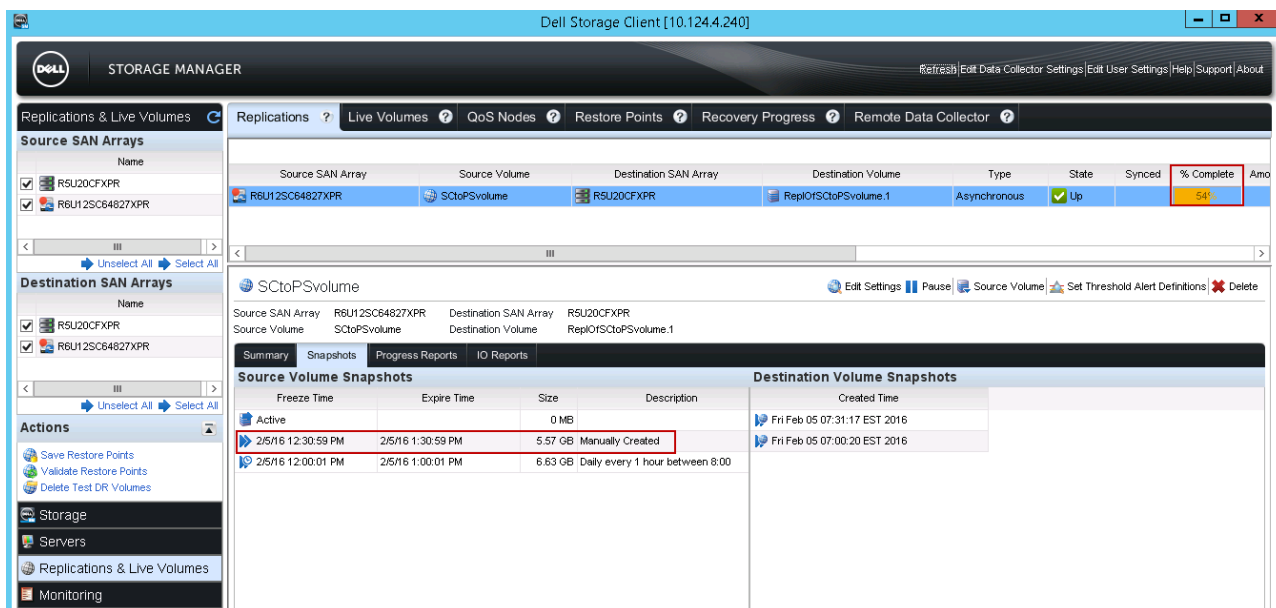 Dell Storage Client [10.124.4.240]
DELL
STORAGE MANAGER
Refresh|Edit Data Collector Settings|Edit User Settings|Help|Support|About
Replications & Live Volumes
Replications ? Live Volumes ? QoS Nodes ? Restore Points ? Recovery Progress ? Remote Data Collector ?
Source SAN Arrays
Name
R5U20CFXPR
R6U12SC64827XPR
Unselect All Select All
Source SAN Array Source Volume Destination SAN Array Destination Volume Type State Synced % Complete Amo
R6U12SC64827XPR SCtoPSvolume R5U20CFXPR ReplOfSCtoPSvolume.1 Asynchronous Up 54%
Destination SAN Arrays
Name
R5U20CFXPR
R6U12SC64827XPR
Unselect All Select All
SCtoPSvolume
Edit Settings Pause Source Volume Set Threshold Alert Definitions Delete
Source SAN Array R6U12SC64827XPR Destination SAN Array R5U20CFXPR
Source Volume SCtoPSvolume Destination Volume ReplOfSCtoPSvolume.1
Summary Snapshots Progress Reports IO Reports
Source Volume Snapshots
Freeze Time Expire Time Size Description
Active 0 MB
2/5/16 12:30:59 PM 2/5/16 1:30:59 PM 5.57 GB Manually Created
2/5/16 12:00:01 PM 2/5/16 1:00:01 PM 6.63 GB Daily every 1 hour between 8:00
Destination Volume Snapshots
Created Time
Fri Feb 05 07:31:17 EST 2016
Fri Feb 05 07:00:20 EST 2016
Actions
Save Restore Points
Validate Restore Points
Delete Test DR Volumes
Storage
Servers
Replications & Live Volumes
Monitoring